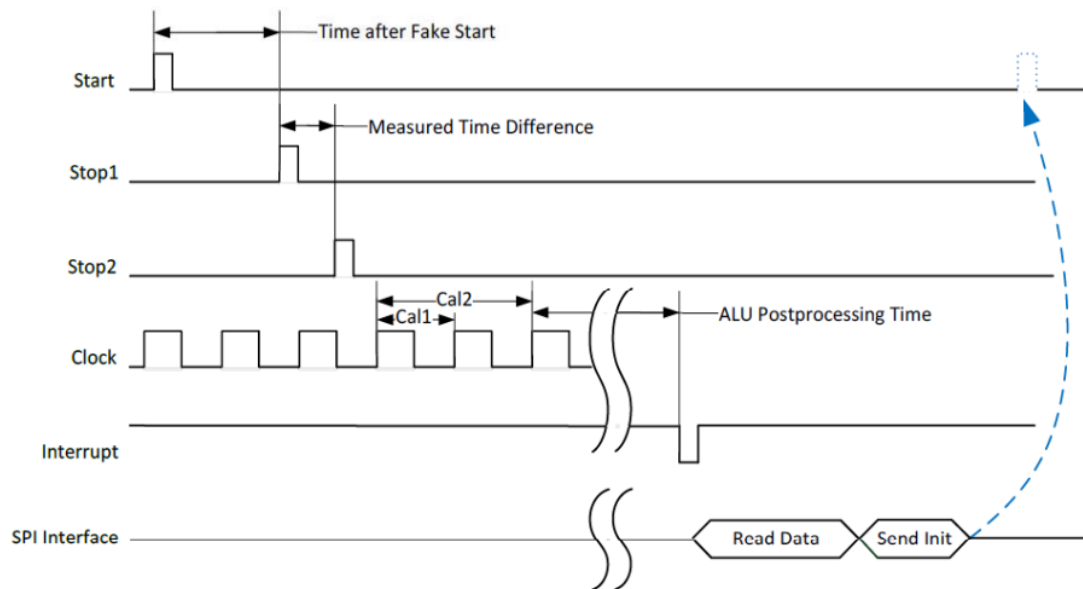 Time after Fake Start
Start
Measured Time Difference
Stop1
Stop2
Cal2
Cal1
ALU Postprocessing Time
Clock
Interrupt
SPI Interface
Read Data
Send Init